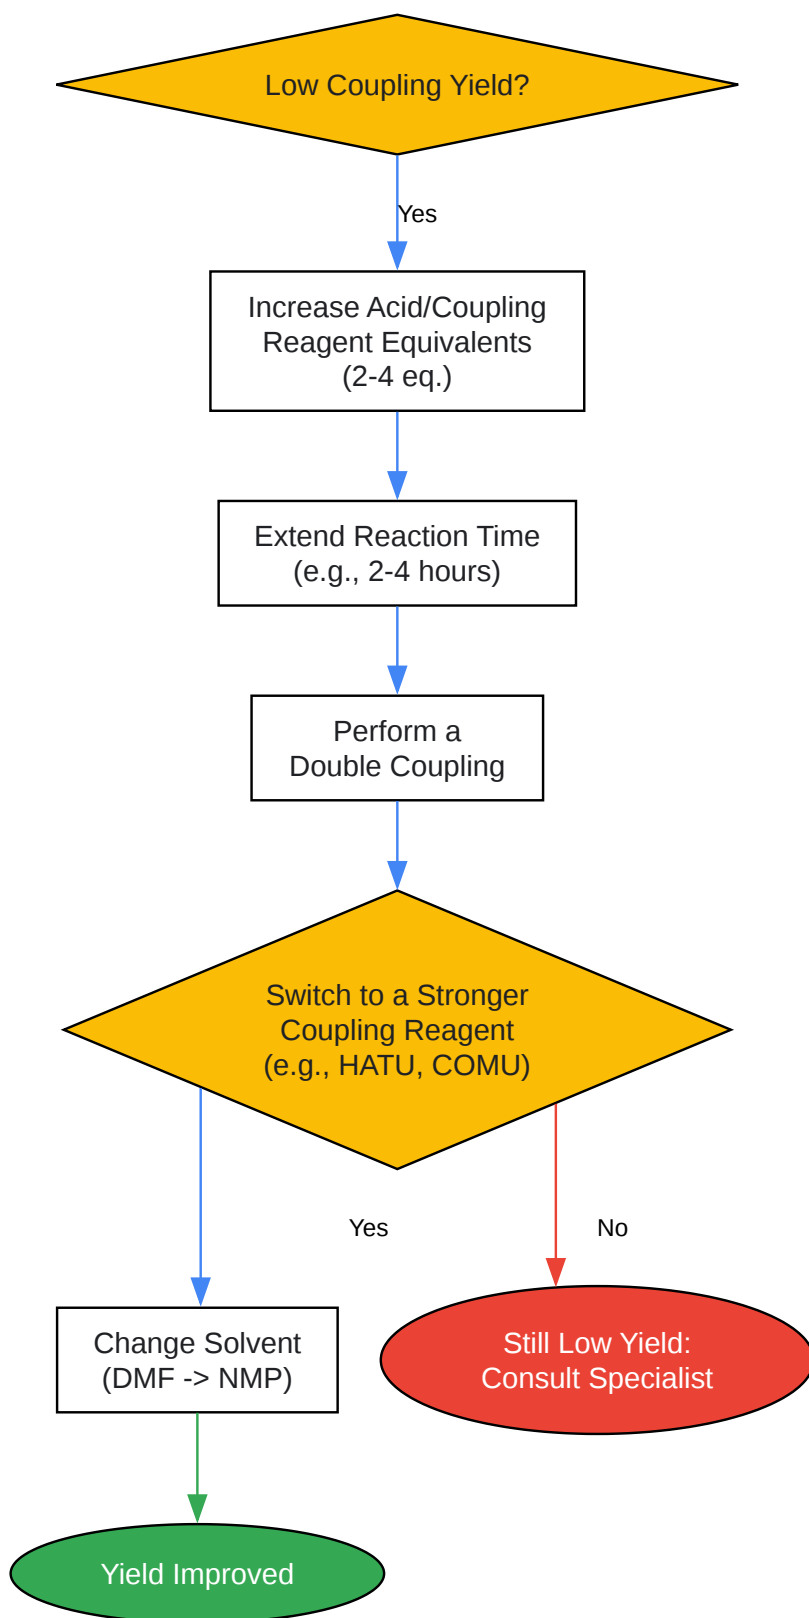 Low Coupling Yield?
Yes
Increase Acid/Coupling
Reagent Equivalents
(2-4 eq.)
Extend Reaction Time
(e.g., 2-4 hours)
Perform a
Double Coupling
Switch to a Stronger
Coupling Reagent
(e.g., HATU, COMU)
Yes
No
Change Solvent
(DMF -> NMP)
Still Low Yield:
Consult Specialist
Yield Improved